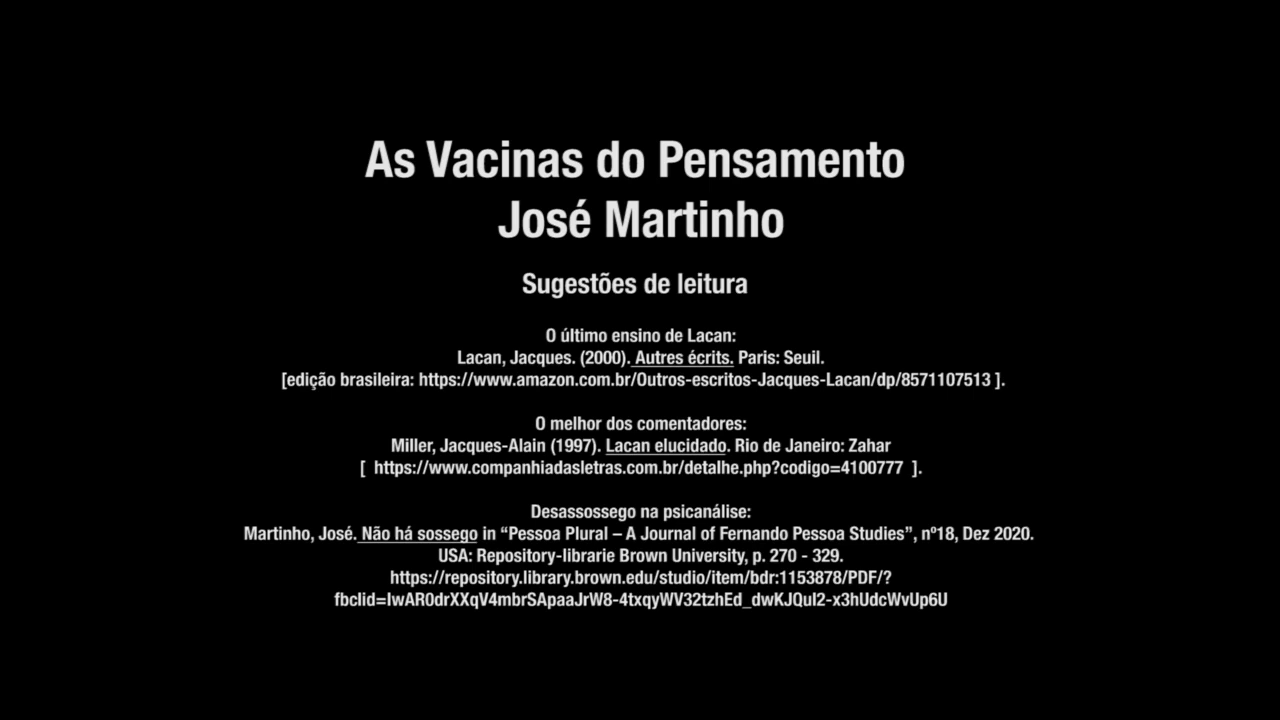 As Vacinas do Pensamento
José Martinho
Sugestões de leitura
O último ensino de Lacan:
Lacan, Jacques. (2000). Autres écrits. Paris: Seuil.
[edição brasileira: https://www.amazon.com.br/Outros-escritos-Jacques-Lacan/dp/8571107513 ].
O melhor dos comentadores:
Miller, Jacques-Alain (1997). Lacan elucidado. Rio de Janeiro: Zahar
[ https://www.companhiadasletras.com.br/detalhe.php?codigo=4100777 ].
Desassossego na psicanálise:
Martinho, José. Não há sossego in “Pessoa Plural – A Journal of Fernando Pessoa Studies”, nº18, Dez 2020.
USA: Repository-librarie Brown University, p. 270 - 329.
https://repository.library.brown.edu/studio/item/bdr:1153878/PDF/?
fbclid=IwAR0drXXqV4mbrSApaaJrW8-4txqyWV32tzhEd_dwKJQuI2-x3hUdcWvUp6U